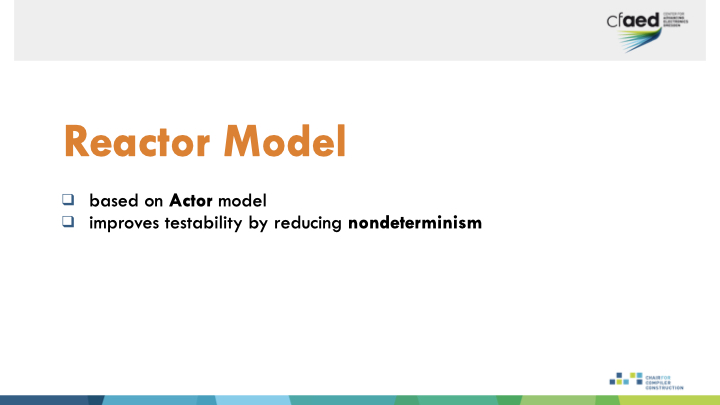 cfaed
CENTER FOR
ADVANCING
ELECTRONICS
DRESDEN
Reactor Model
based on Actor model
improves testability by reducing nondeterminism
CHAIR FOR
COMPILER
CONSTRUCTION